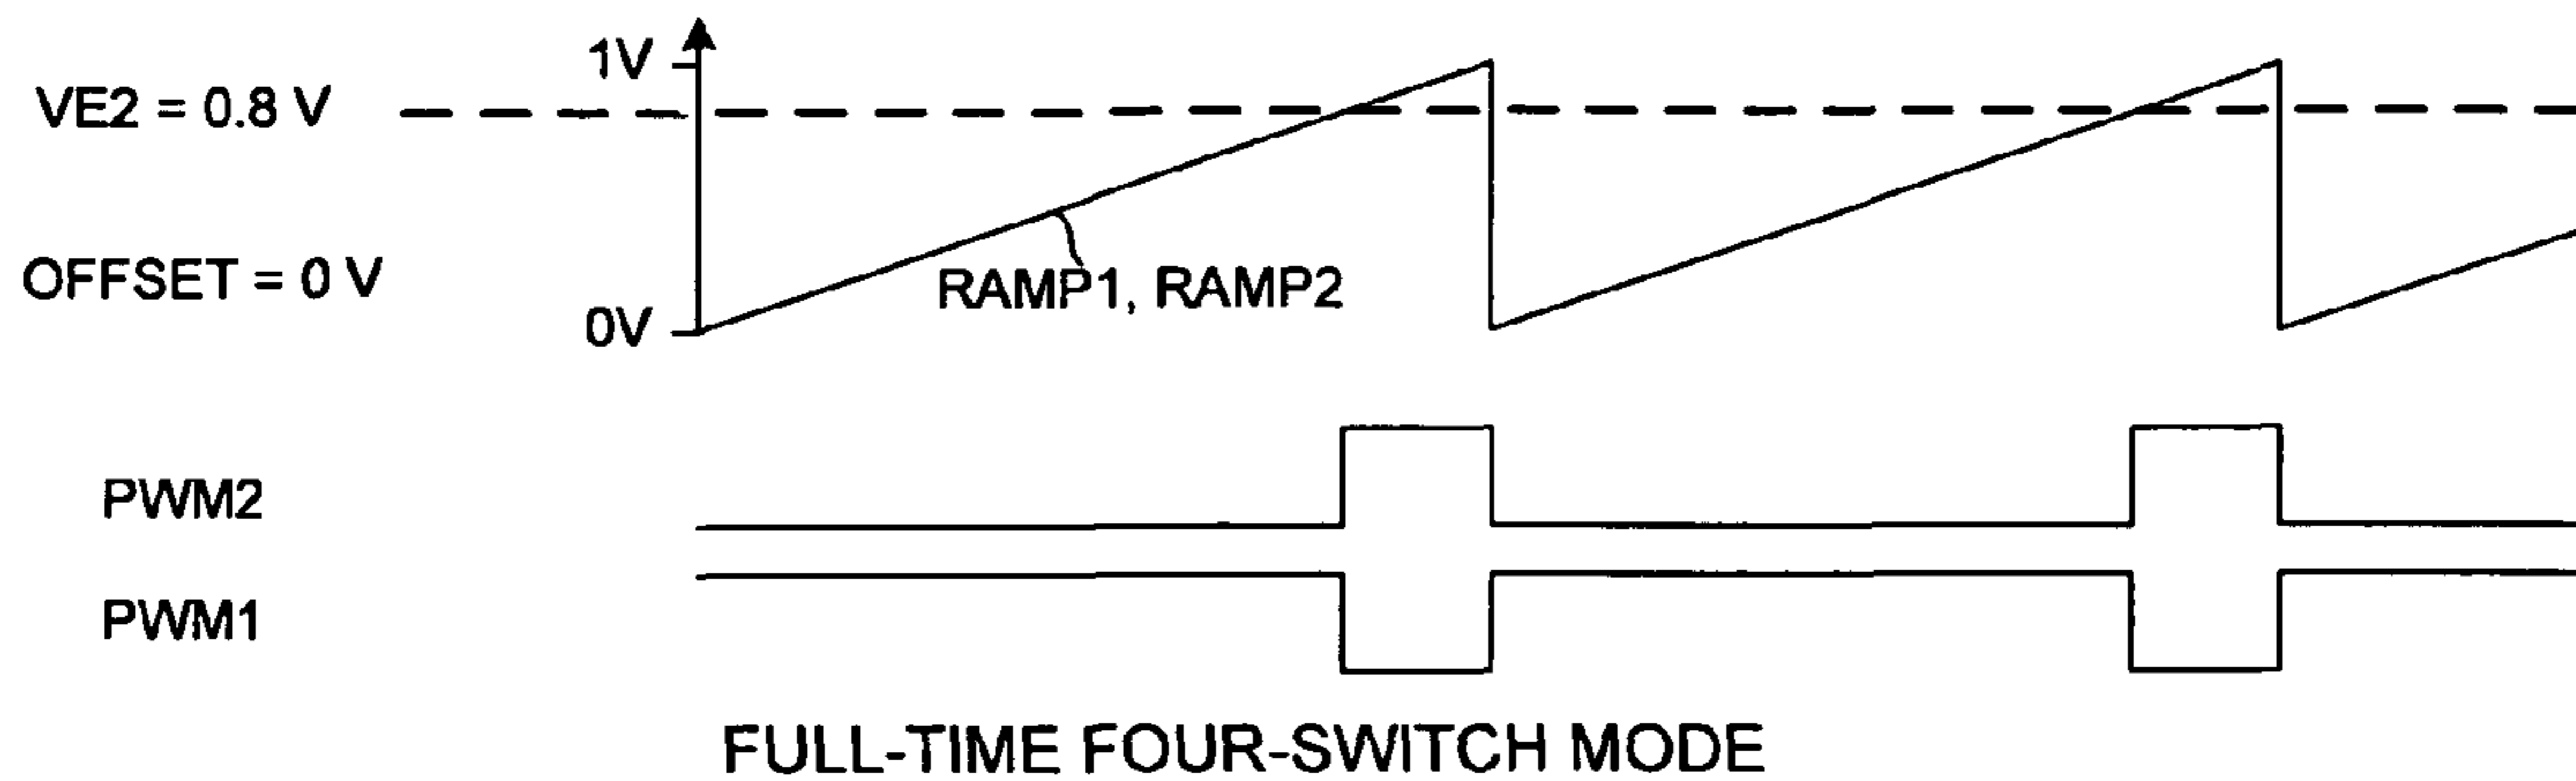 1V
VE2 = 0.8 V
OFFSET = 0 V
RAMP1, RAMP2
0V
PWM2
PWM1
FULL-TIME FOUR-SWITCH MODE